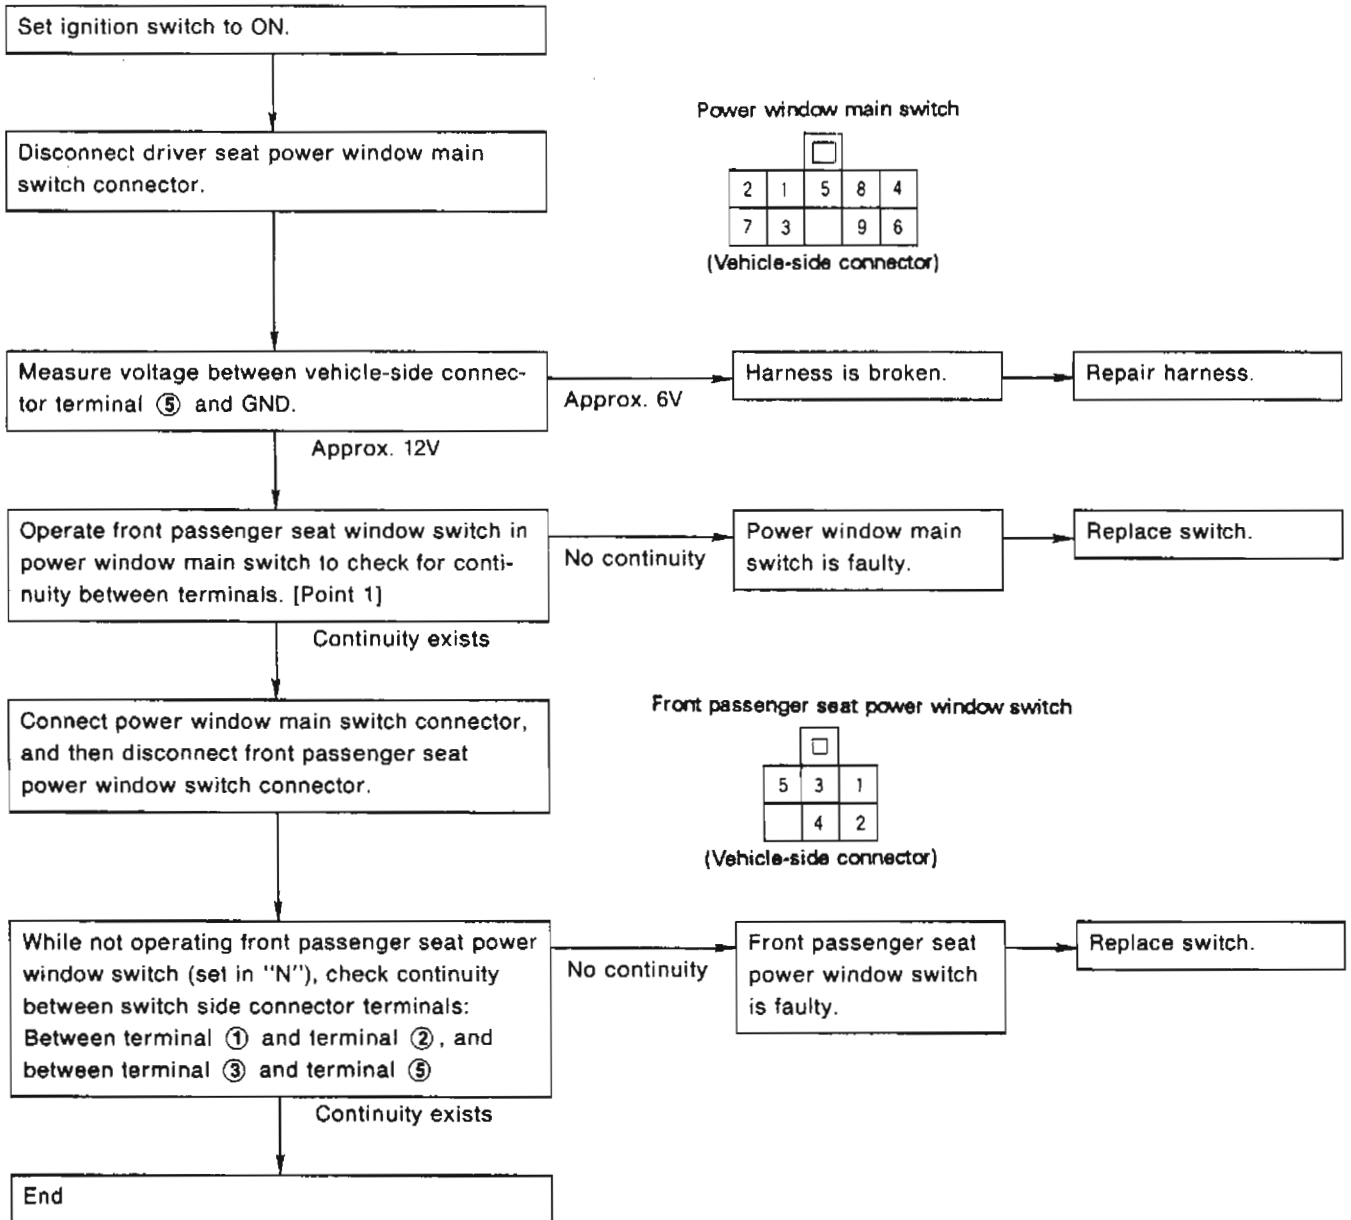 Set ignition switch to ON.
Disconnect driver seat power window main
switch connector.
Power window main switch
2 1 5 8 4
7 3 9 6
(Vehicle-side connector)
Measure voltage between vehicle-side connec-
tor terminal ⑤ and GND.
Approx. 6V
Harness is broken.
Repair harness.
Approx. 12V
Operate front passenger seat window switch in
power window main switch to check for conti-
nuity between terminals. [Point 1]
No continuity
Power window main
switch is faulty.
Replace switch.
Continuity exists
Connect power window main switch connector,
and then disconnect front passenger seat
power window switch connector.
Front passenger seat power window switch
5 3 1
4 2
(Vehicle-side connector)
While not operating front passenger seat power
window switch (set in "N"), check continuity
between switch side connector terminals:
Between terminal ① and terminal ②, and
between terminal ③ and terminal ⑤
No continuity
Front passenger seat
power window switch
is faulty.
Replace switch.
Continuity exists
End